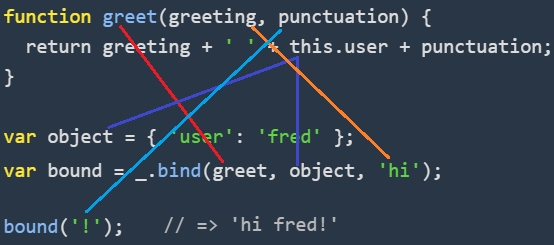 function greet(greeting, punctuation) {
  return greeting + ' ' + this.user + punctuation;
}
var object = { 'user': 'fred' };
var bound = _.bind(greet, object, 'hi');
bound('!');    // => 'hi fred!'